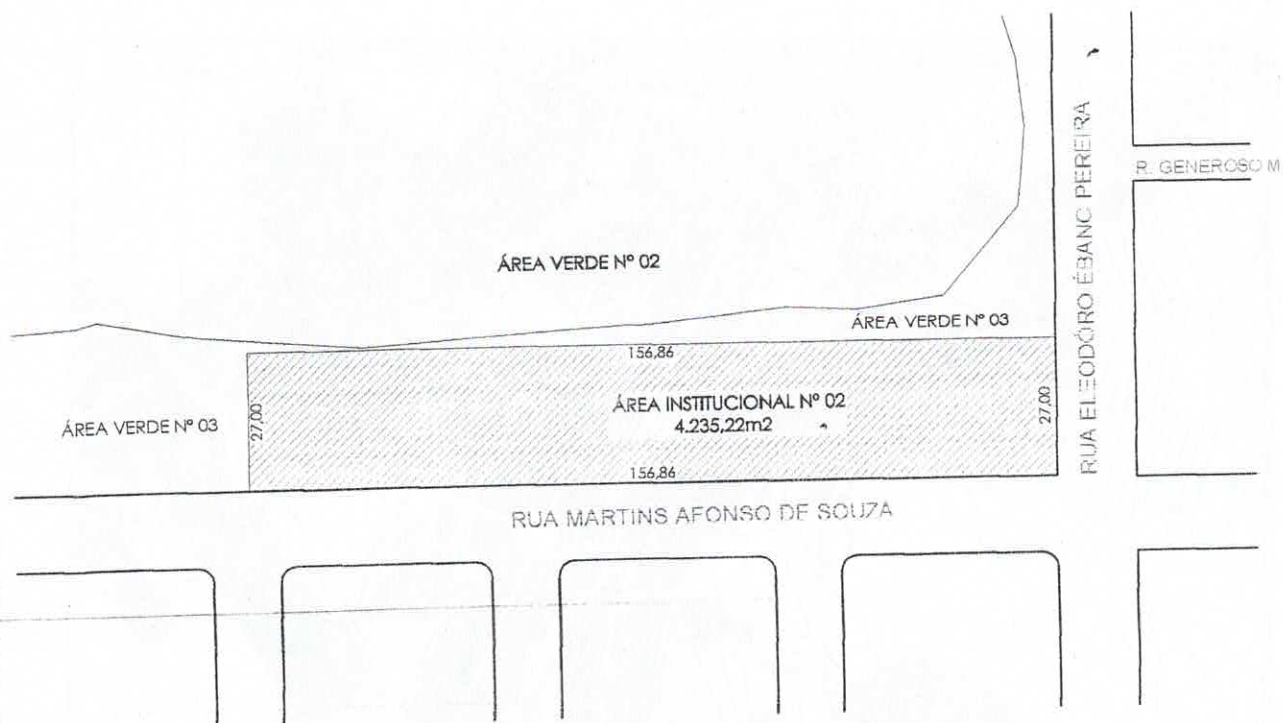 R. GENEROSO M
RUA ELEODÓRO ÉBANO PEREIRA
ÁREA VERDE Nº 02
ÁREA VERDE Nº 03
156,86
ÁREA INSTITUCIONAL Nº 02
4.235,22m2
27,00
27,00
ÁREA VERDE Nº 03
156,86
RUA MARTINS AFONSO DE SOUZA